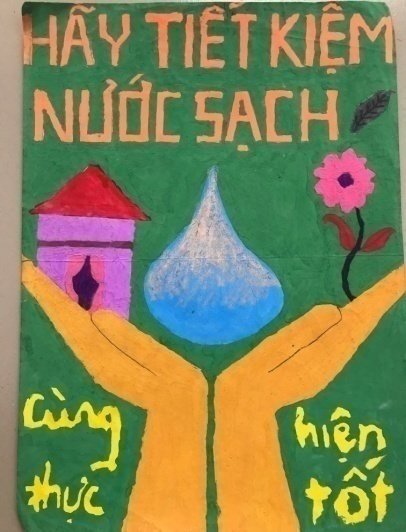 HÃY TIẾT KIỆM
NƯỚC SẠCH
cùng
thực
hiện
tốt